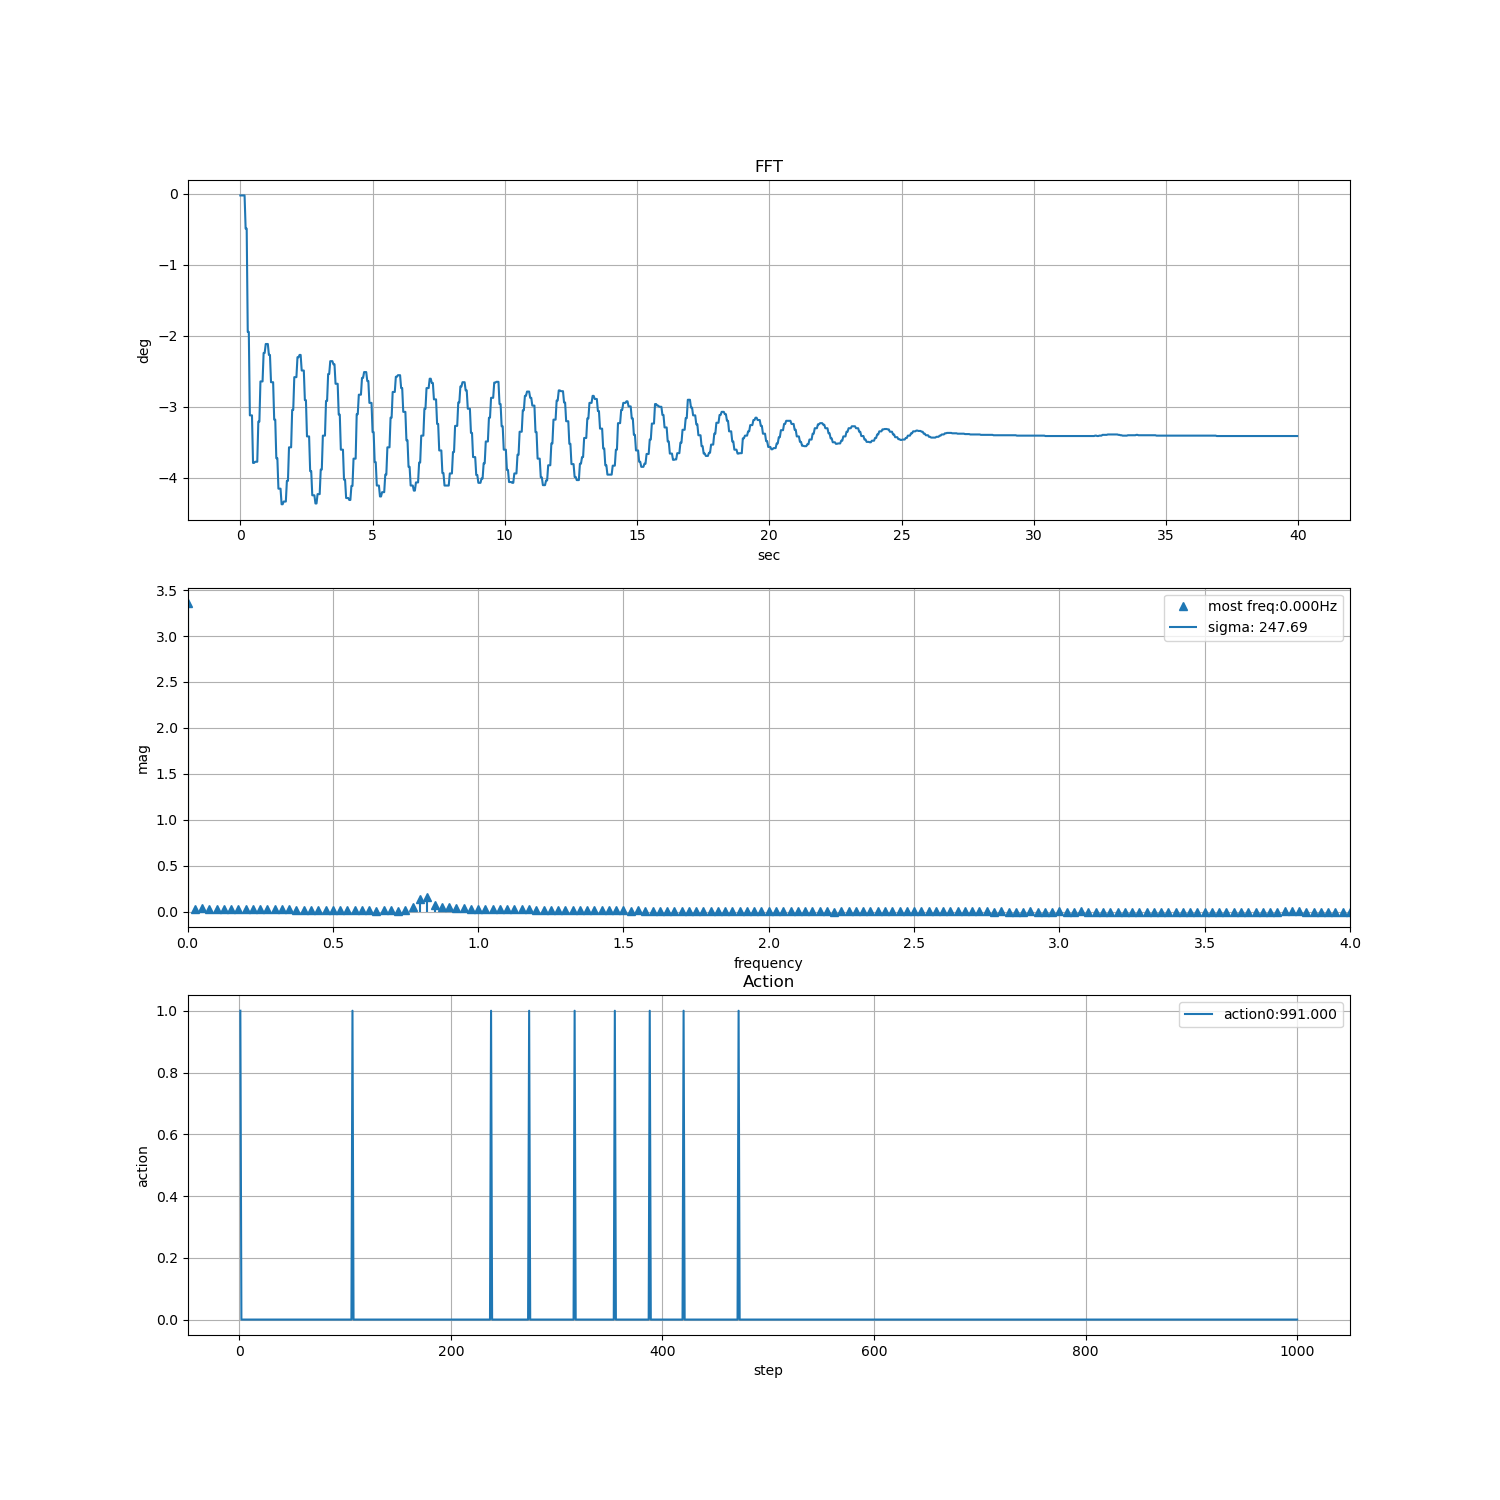 FFT
0
−1
−2
−3
−4
deg
0 5 10 15 20 25 30 35 40
sec
3.5
3.0
2.5
2.0
1.5
1.0
0.5
0.0
mag
most freq:0.000Hz
sigma: 247.69
0.0 0.5 1.0 1.5 2.0 2.5 3.0 3.5 4.0
frequency
Action
1.0
0.8
0.6
0.4
0.2
0.0
action
action0:991.000
0 200 400 600 800 1000
step